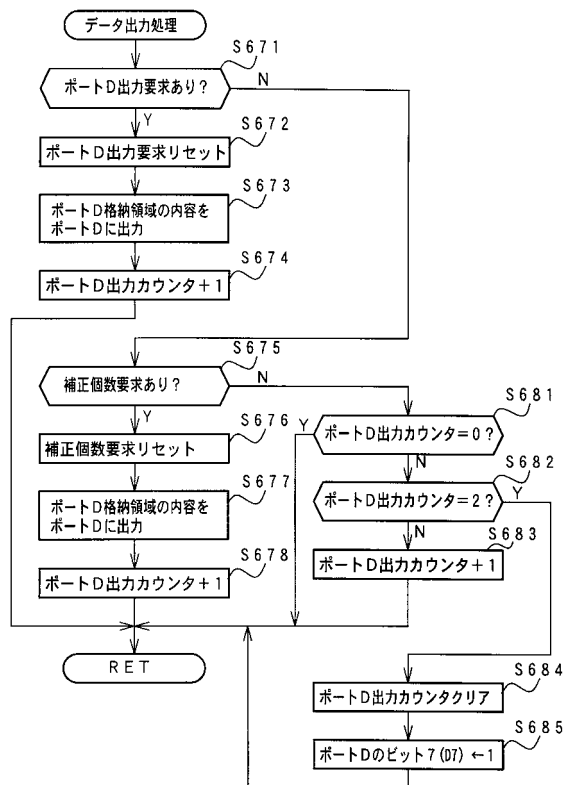 データ出力処理
S671
ポートD出力要求あり？
N
Y
S672
ポートD出力要求リセット
S673
ポートD格納領域の内容を
ポートDに出力
S674
ポートD出力カウンタ＋1
S675
補正個数要求あり？
N
Y
S676
補正個数要求リセット
S677
ポートD格納領域の内容を
ポートDに出力
S678
ポートD出力カウンタ＋1
RET
S681
Y
ポートD出力カウンタ＝0？
N
S682
ポートD出力カウンタ＝2？
Y
N
S683
ポートD出力カウンタ＋1
S684
ポートD出力カウンタクリア
S685
ポートDのビット7(D7)←1